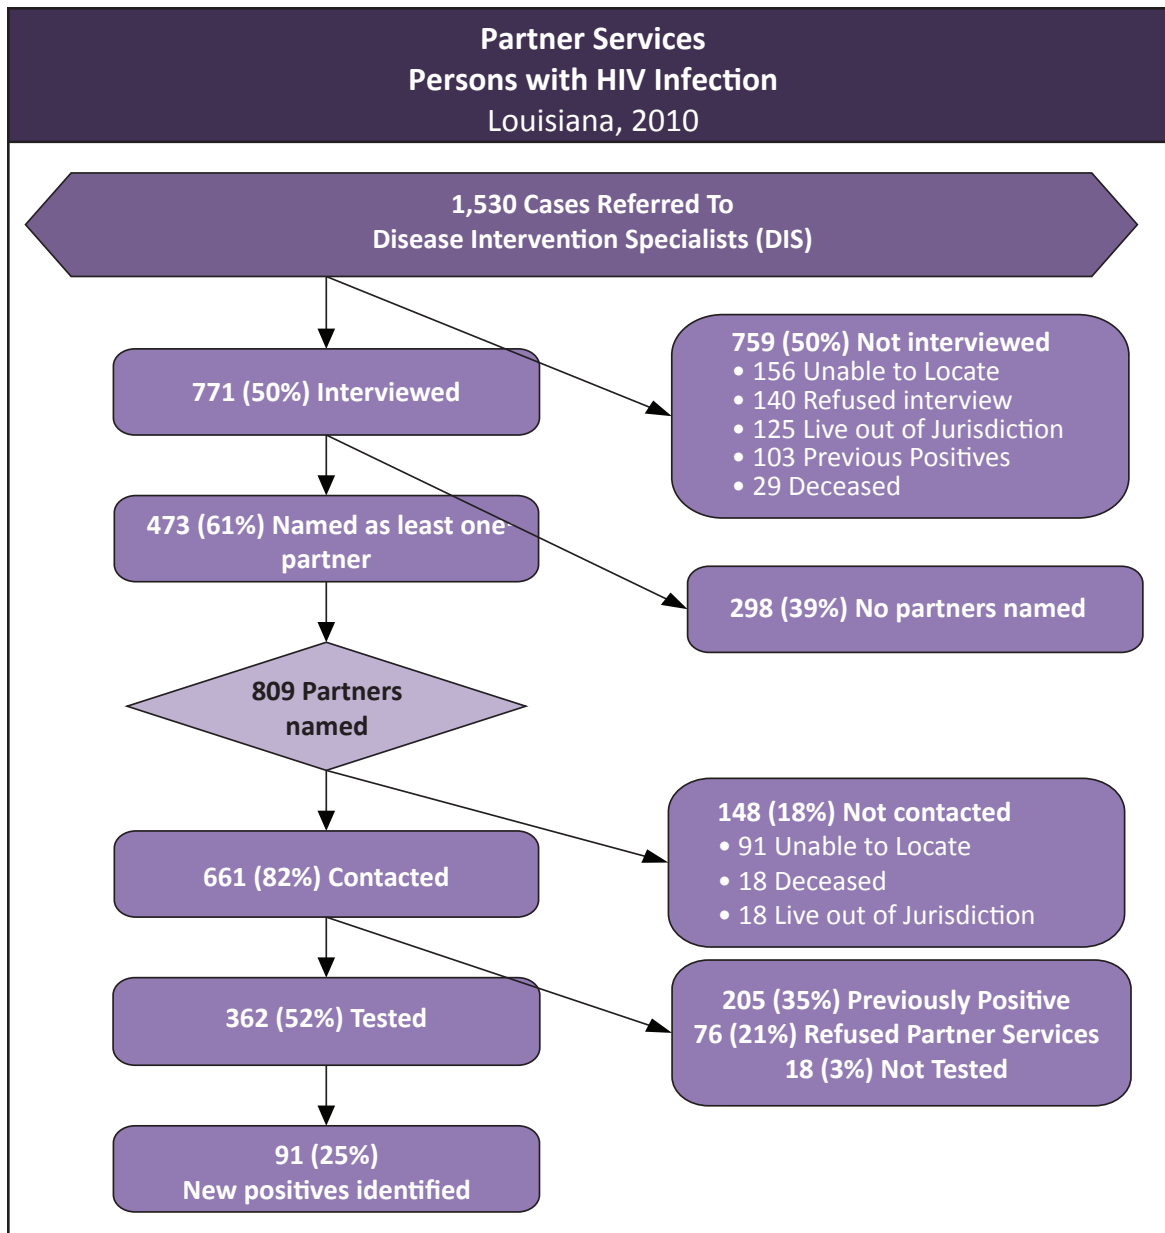 Partner Services
Persons with HIV Infection
Louisiana, 2010
1,530 Cases Referred To
Disease Intervention Specialists (DIS)
771 (50%) Interviewed
759 (50%) Not interviewed
• 156 Unable to Locate
• 140 Refused interview
• 125 Live out of Jurisdiction
• 103 Previous Positives
• 29 Deceased
473 (61%) Named as least one-
partner
298 (39%) No partners named
809 Partners
named
148 (18%) Not contacted
• 91 Unable to Locate
• 18 Deceased
• 18 Live out of Jurisdiction
661 (82%) Contacted
362 (52%) Tested
205 (35%) Previously Positive
76 (21%) Refused Partner Services
18 (3%) Not Tested
91 (25%)
New positives identified